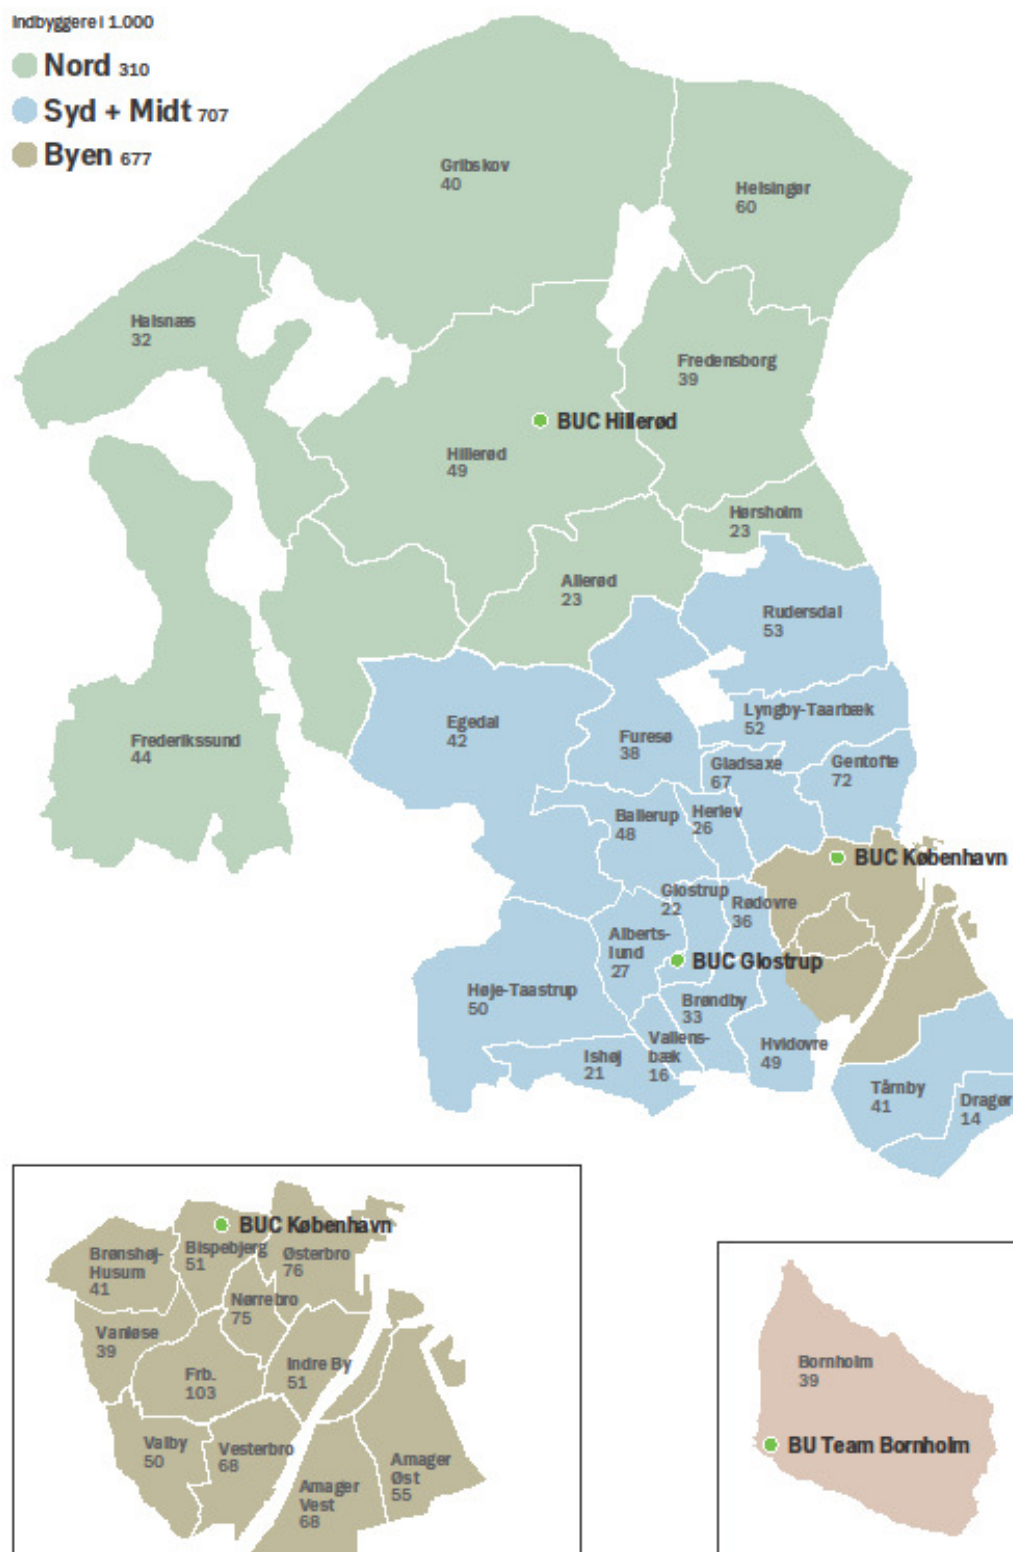 Indbyggere i 1.000
Nord 310
Syd + Midt 707
Byen 677
Gribskov
40
Helsingør
60
Halsnæs
32
Fredensborg
39
BUC Hillerød
Hillerød
49
Hørsholm
23
Allerød
23
Rudersdal
53
Egedal
42
Lyngby-Taarbæk
52
Frederikssund
44
Furesø
38
Gladsaxe
67
Gentofte
72
Ballerup
48
Herlev
26
BUC København
Glostrup
22
Rødovre
36
Alberts-
lund
27
BUC Glostrup
Høje-Taastrup
50
Brøndby
33
Vallens-
bæk
16
Hvidovre
49
Ishøj
21
Tårnby
41
Dragør
14
BUC København
Brønshøj-
Husum
41
Bispebjerg
51
Østerbro
76
Nørrebro
75
Vanløse
39
Frb.
103
Indre By
51
Valby
50
Vesterbro
68
Amager
Vest
68
Amager
Øst
55
Bornholm
39
BU Team Bornholm